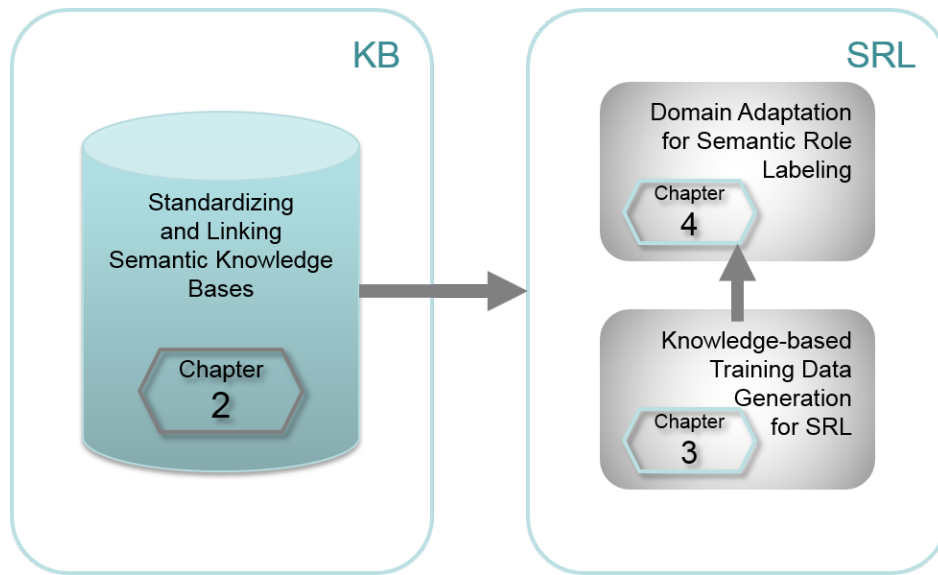 KB
Standardizing
and Linking
Semantic Knowledge
Bases
Chapter
2
SRL
Domain Adaptation
for Semantic Role
Labeling
Chapter
4
Knowledge-based
Training Data
Generation
for SRL
Chapter
3